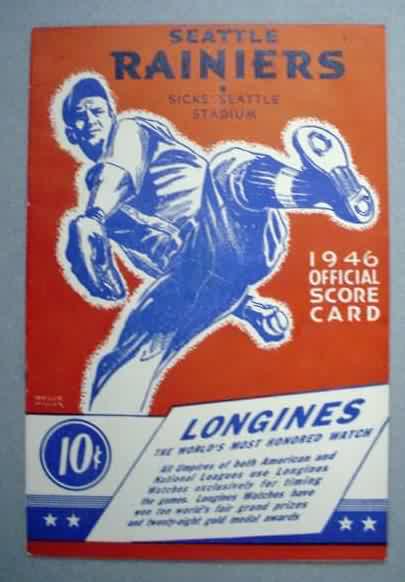 SEATTLE
RAINIERS
SICKS' SEATTLE
STADIUM
1946
OFFICIAL
SCORE
CARD
10¢
LONGINES
THE WORLD'S MOST HONORED WATCH
All Umpires of both American and
National Leagues use Longines
Watches exclusively for timing
the games. Longines Watches have
won ten world's fair grand prizes
and twenty-eight gold medal awards